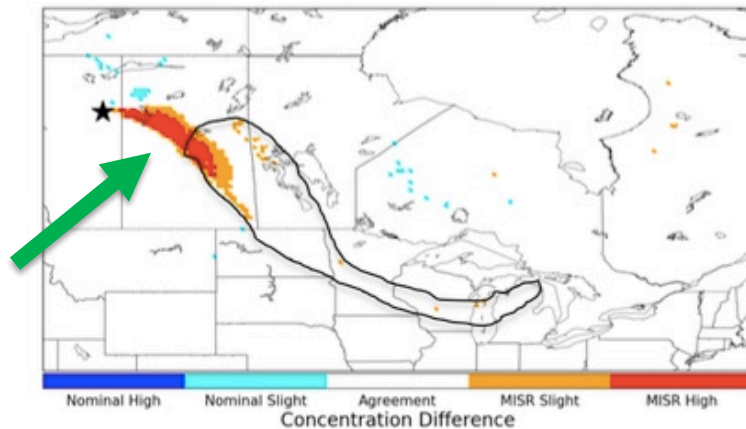 Nominal High Nominal Slight Agreement MISR Slight MISR High
Concentration Difference